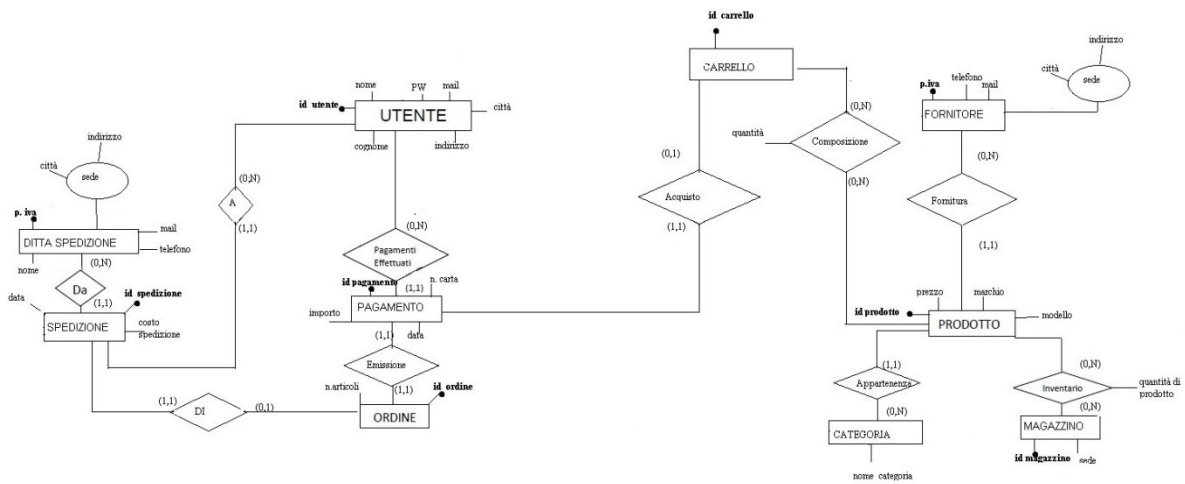 id carrello
CARRELLO
(0,N)
quantità
Composizione
(0,N)
(0,1)
Acquisto
(1,1)
indirizzo
città
sede
p.iva
telefono
mail
FORNITORE
(0,N)
Fornitura
(1,1)
nome
PW
mail
id utente
UTENTE
città
cognome
indirizzo
(0,N)
A
(1,1)
indirizzo
città
sede
p. iva
mail
DITTA SPEDIZIONE
telefono
nome
(0,N)
Da
(1,1)
id spedizione
data
SPEDIZIONE
costo
spedizione
(0,N)
Pagamenti
Effettuati
(1,1)
id pagamento
n. carta
PAGAMENTO
importo
data
(1,1)
Emissione
(1,1)
n.articoli
id ordine
ORDINE
(1,1)
DI
(0,1)
prezzo
marchio
id prodotto
PRODOTTO
modello
(1,1)
Appartenenza
(0,N)
CATEGORIA
nome categoria
(0,N)
Inventario
quantità di
prodotto
(0,N)
MAGAZZINO
id magazzino
sede